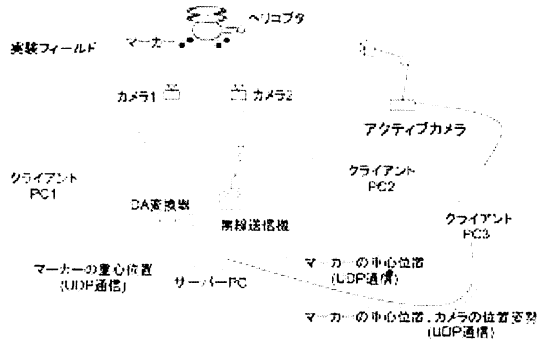 ヘリコプタ
マーカー
実験フィールド
カメラ1
カメラ2
アクティブカメラ
クライアント
PC1
クライアント
PC2
DA変換器
無線送信機
クライアント
PC3
マーカーの重心位置
(UDP通信)
サーバーPC
マーカーの重心位置
(UDP通信)
マーカーの重心位置,カメラの位置姿勢
(UDP通信)